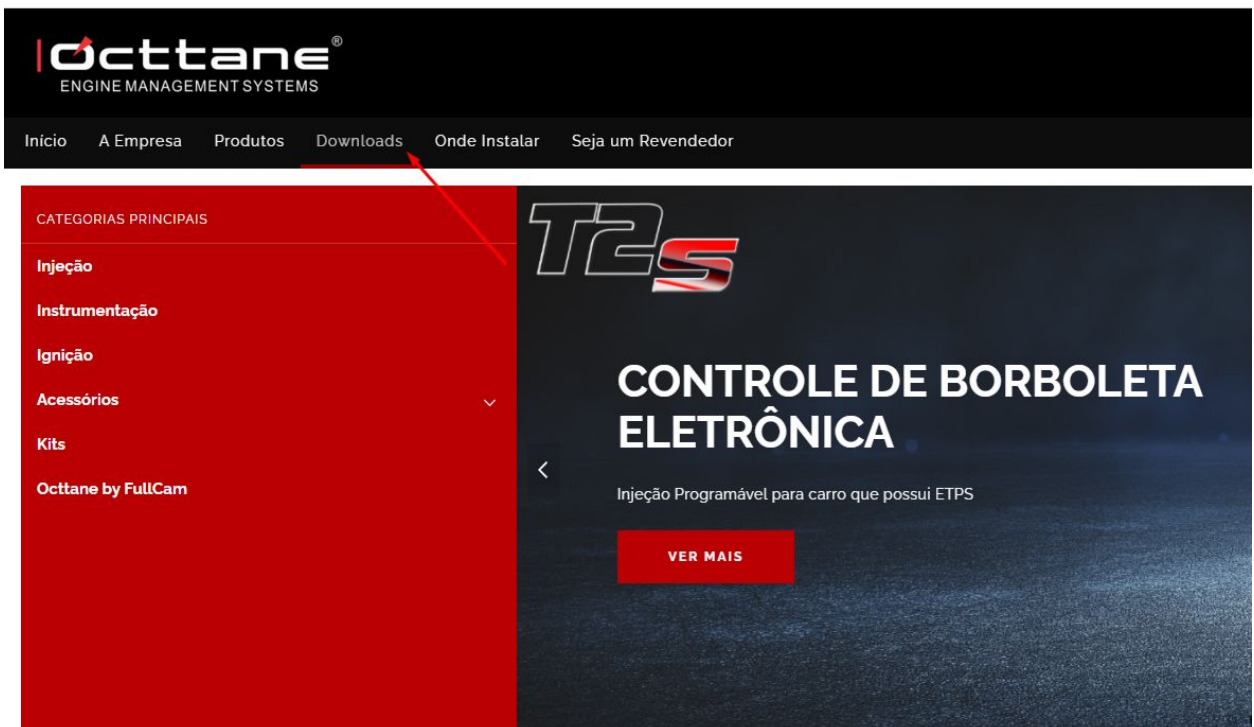 Octtane®
ENGINE MANAGEMENT SYSTEMS
Início A Empresa Produtos Downloads Onde Instalar Seja um Revendedor
CATEGORIAS PRINCIPAIS
Injeção
Instrumentação
Ignição
Acessórios
Kits
Octtane by FullCam
T2s
CONTROLE DE BORBOLETA
ELETRÔNICA
Injeção Programável para carro que possui ETPS
VER MAIS